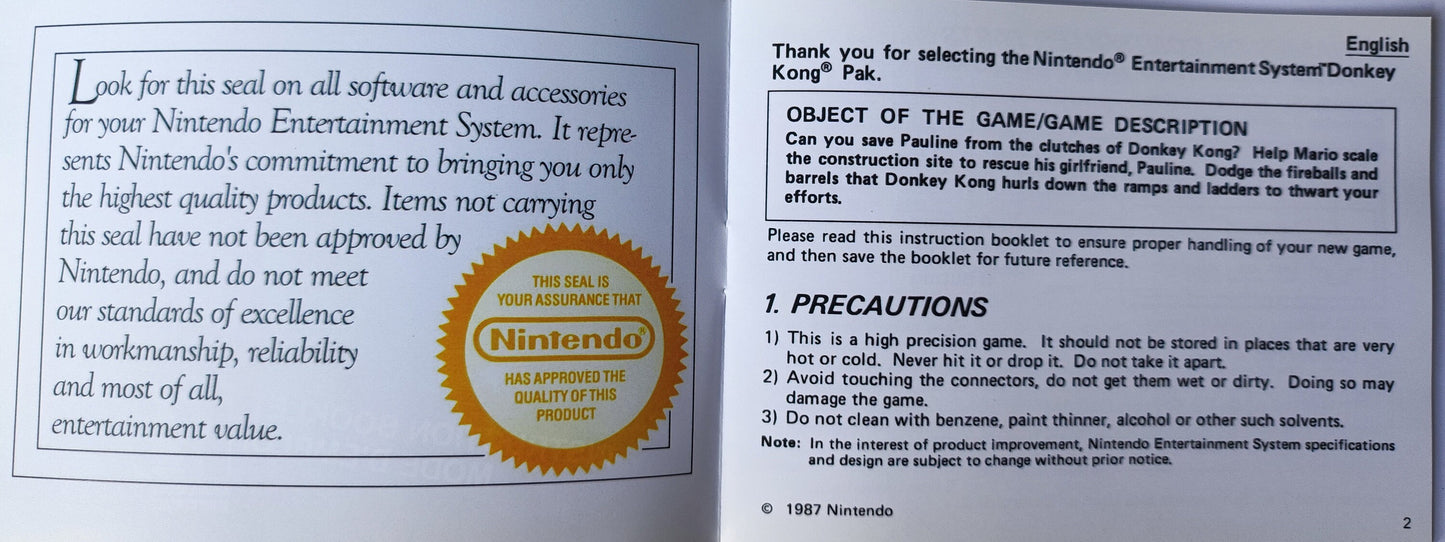 Look for this seal on all software and accessories
for your Nintendo Entertainment System. It repre-
sents Nintendo's commitment to bringing you only
the highest quality products. Items not carrying
this seal have not been approved by
Nintendo, and do not meet
our standards of excellence
in workmanship, reliability
and most of all,
entertainment value.
THIS SEAL IS
YOUR ASSURANCE THAT
Nintendo®
HAS APPROVED THE
QUALITY OF THIS
PRODUCT
English
Thank you for selecting the Nintendo® Entertainment System™ Donkey
Kong® Pak.
OBJECT OF THE GAME/GAME DESCRIPTION
Can you save Pauline from the clutches of Donkey Kong? Help Mario scale
the construction site to rescue his girlfriend, Pauline. Dodge the fireballs and
barrels that Donkey Kong hurls down the ramps and ladders to thwart your
efforts.
Please read this instruction booklet to ensure proper handling of your new game,
and then save the booklet for future reference.
1. PRECAUTIONS
1) This is a high precision game. It should not be stored in places that are very
hot or cold. Never hit it or drop it. Do not take it apart.
2) Avoid touching the connectors, do not get them wet or dirty. Doing so may
damage the game.
3) Do not clean with benzene, paint thinner, alcohol or other such solvents.
Note: In the interest of product improvement, Nintendo Entertainment System specifications
and design are subject to change without prior notice.
© 1987 Nintendo
2